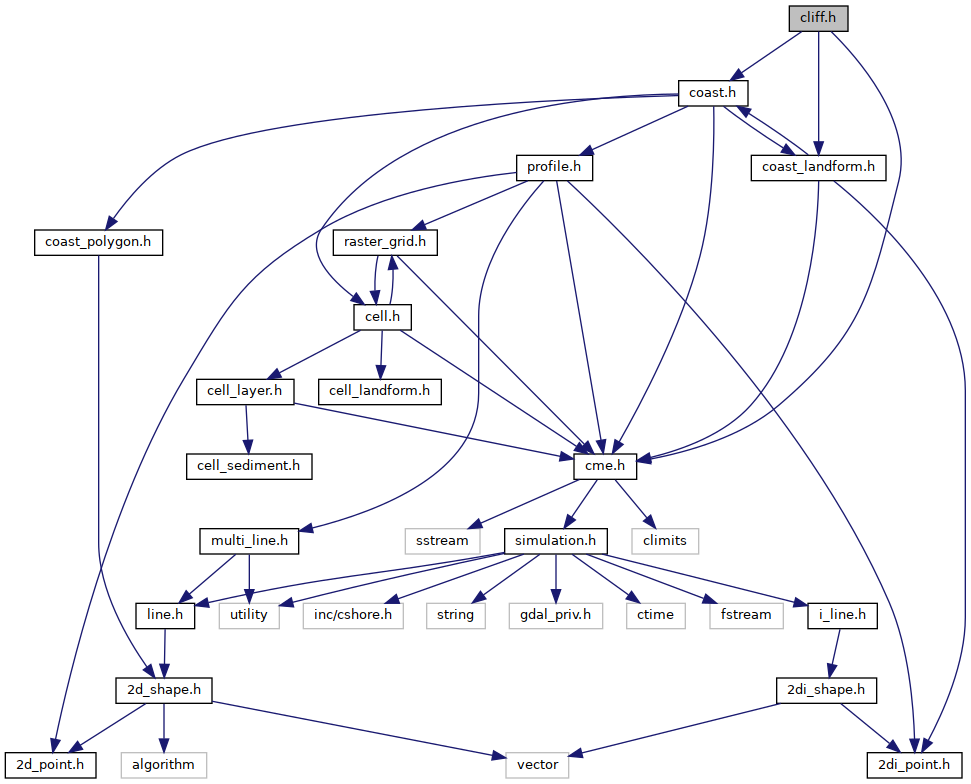 cliff.h
coast.h
profile.h
coast_landform.h
coast_polygon.h
raster_grid.h
cell.h
cell_layer.h
cell_landform.h
cell_sediment.h
cme.h
multi_line.h
sstream
simulation.h
climits
line.h
utility
inc/cshore.h
string
gdal_priv.h
ctime
fstream
i_line.h
2d_shape.h
2di_shape.h
2d_point.h
algorithm
vector
2di_point.h